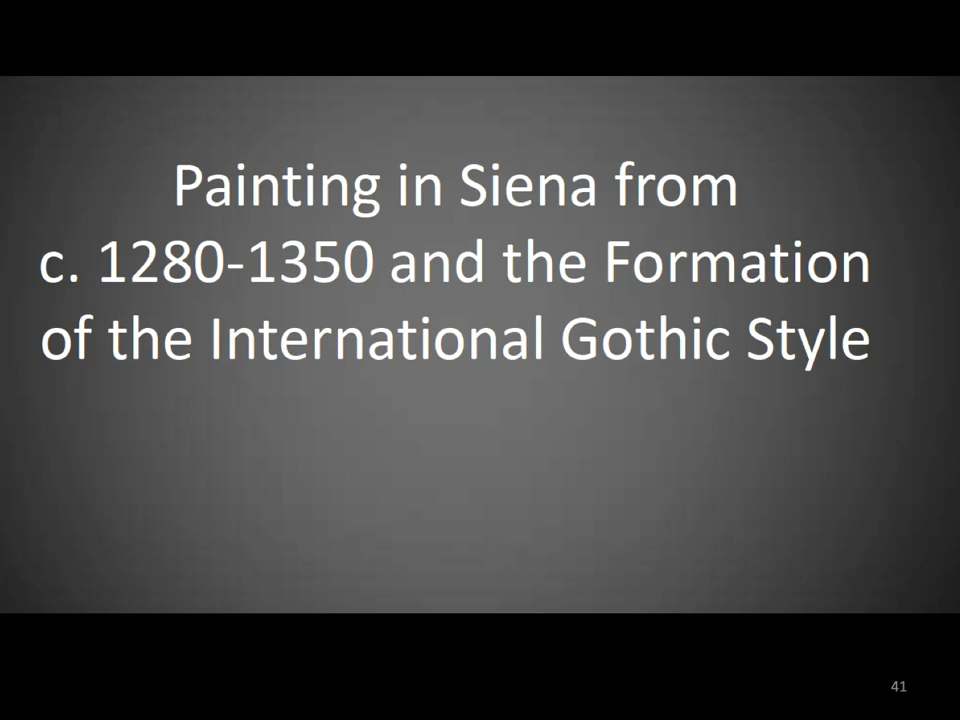 Painting in Siena from
c. 1280-1350 and the Formation
of the International Gothic Style
41